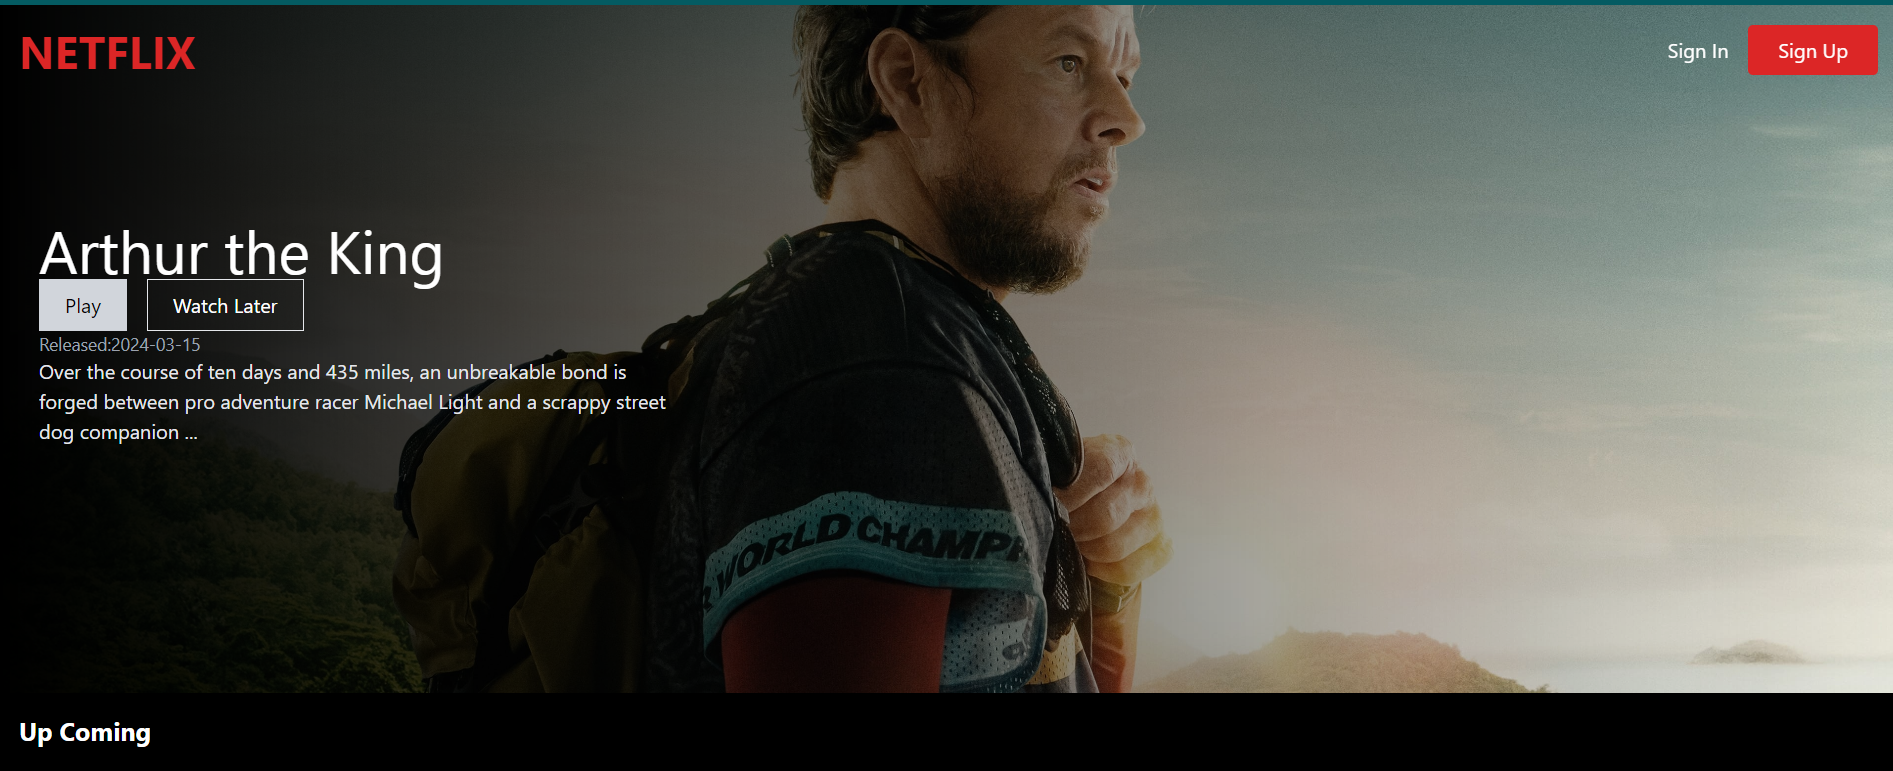 NETFLIX
Sign In
Sign Up
Arthur the King
Play
Watch Later
Released:2024-03-15
Over the course of ten days and 435 miles, an unbreakable bond is
forged between pro adventure racer Michael Light and a scrappy street
dog companion ...
WORLD CHAMPI
Up Coming